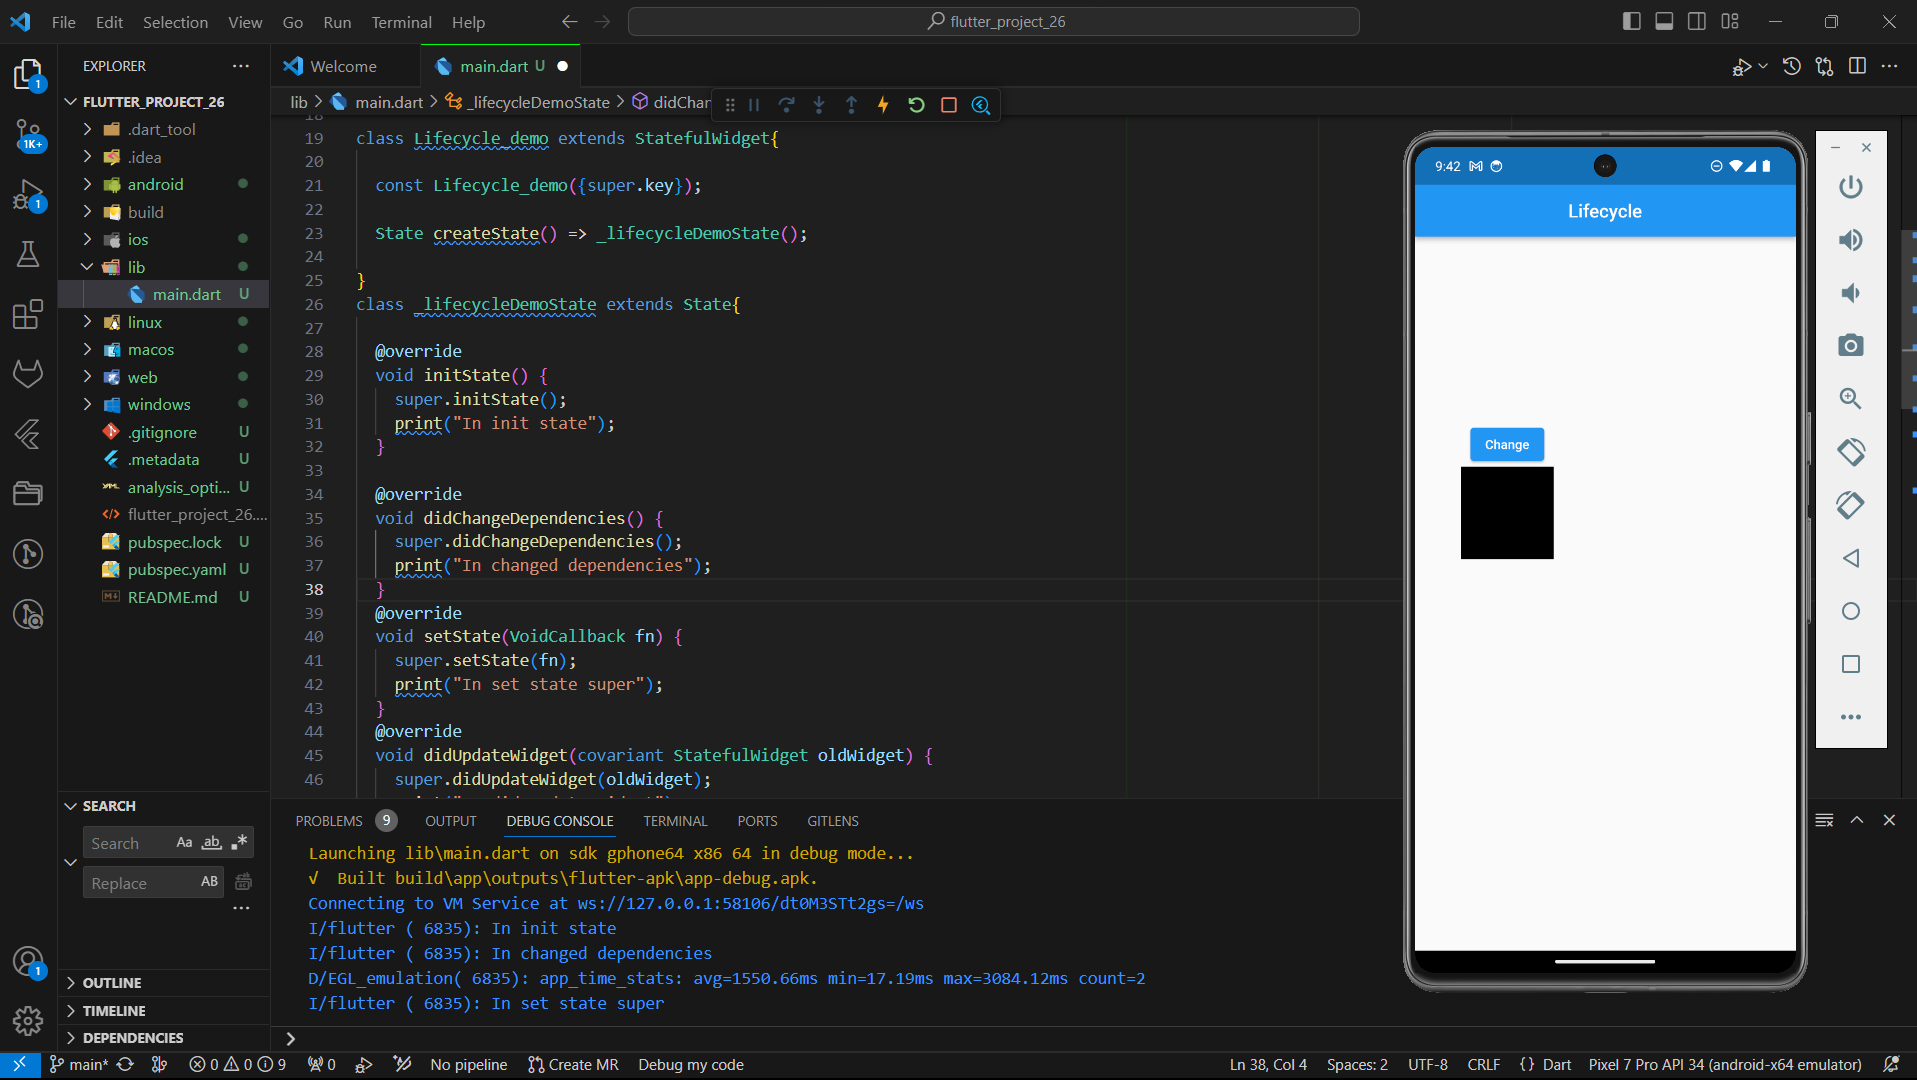 File Edit Selection View Go Run Terminal Help
flutter_project_26
EXPLORER
FLUTTER_PROJECT_26
.dart_tool
.idea
android
build
ios
lib
main.dart U
linux
macos
web
windows
.gitignore U
.metadata U
analysis_opti... U
flutter_project_26....
pubspec.lock U
pubspec.yaml U
README.md U
SEARCH
Search Aa ab
Replace AB
OUTLINE
TIMELINE
DEPENDENCIES
1
1K+
1
1
Welcome
main.dart U
lib > main.dart > _lifecycleDemoState > didChan
18
19 class Lifecycle_demo extends StatefulWidget{
20
21 const Lifecycle_demo({super.key});
22
23 State createState() => _lifecycleDemoState();
24
25 }
26 class _lifecycleDemoState extends State{
27
28 @override
29 void initState() {
30 super.initState();
31 print("In init state");
32 }
33
34 @override
35 void didChangeDependencies() {
36 super.didChangeDependencies();
37 print("In changed dependencies");
38 }
39 @override
40 void setState(VoidCallback fn) {
41 super.setState(fn);
42 print("In set state super");
43 }
44 @override
45 void didUpdateWidget(covariant StatefulWidget oldWidget) {
46 super.didUpdateWidget(oldWidget);
PROBLEMS 9 OUTPUT DEBUG CONSOLE TERMINAL PORTS GITLENS
Launching lib\main.dart on sdk gphone64 x86 64 in debug mode...
√ Built build\app\outputs\flutter-apk\app-debug.apk.
Connecting to VM Service at ws://127.0.0.1:58106/dt0M3STt2gs=/ws
I/flutter ( 6835): In init state
I/flutter ( 6835): In changed dependencies
D/EGL_emulation( 6835): app_time_stats: avg=1550.66ms min=17.19ms max=3084.12ms count=2
I/flutter ( 6835): In set state super
>
9:42
Lifecycle
Change
main* 0 0 9 0 No pipeline Create MR Debug my code Ln 38, Col 4 Spaces: 2 UTF-8 CRLF {} Dart Pixel 7 Pro API 34 (android-x64 emulator)